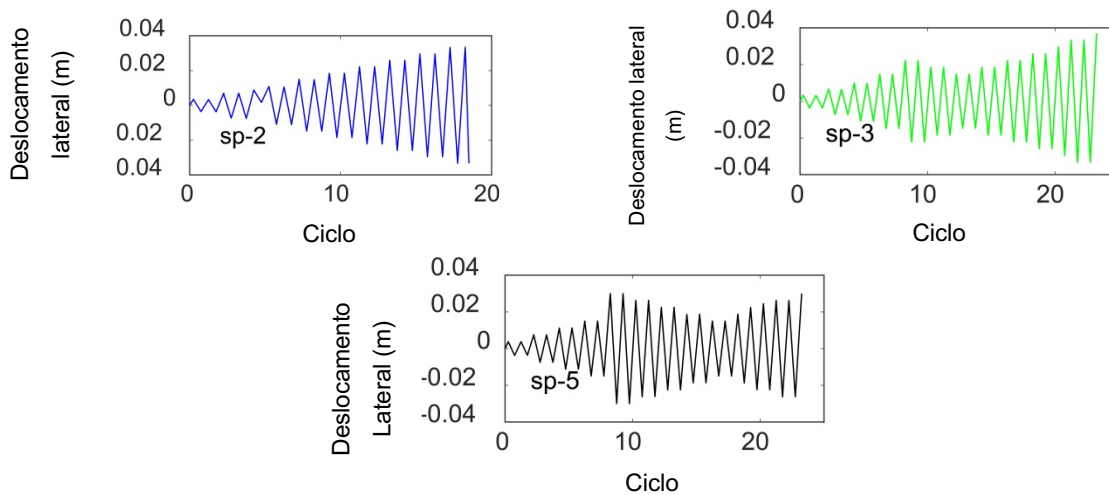 Deslocamento
lateral (m)
0.04
0.02
0
0.02
0.04
sp-2
0
10
20
Ciclo
Deslocamento lateral
(m)
0.04
0.02
0
-0.02
-0.04
sp-3
0
10
20
Ciclo
Deslocamento
Lateral (m)
0.04
0.02
0
-0.02
-0.04
sp-5
0
10
20
Ciclo